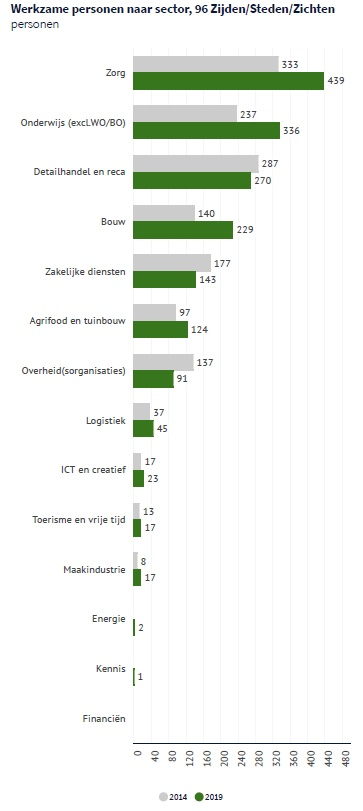 Werkzame personen naar sector, 96 Zijden/Steden/Zichten
personen
Zorg
333
439
Onderwijs (excl.WO/BO)
237
336
Detailhandel en reca
287
270
Bouw
140
229
Zakelijke diensten
177
143
Agrifood en tuinbouw
97
124
Overheid(sorganisaties)
137
91
Logistiek
37
45
ICT en creatief
17
23
Toerisme en vrije tijd
13
17
Maakindustrie
8
17
Energie
2
Kennis
1
Financiën
0 40 80 120 160 200 240 280 320 360 400 440 480
2014 2019